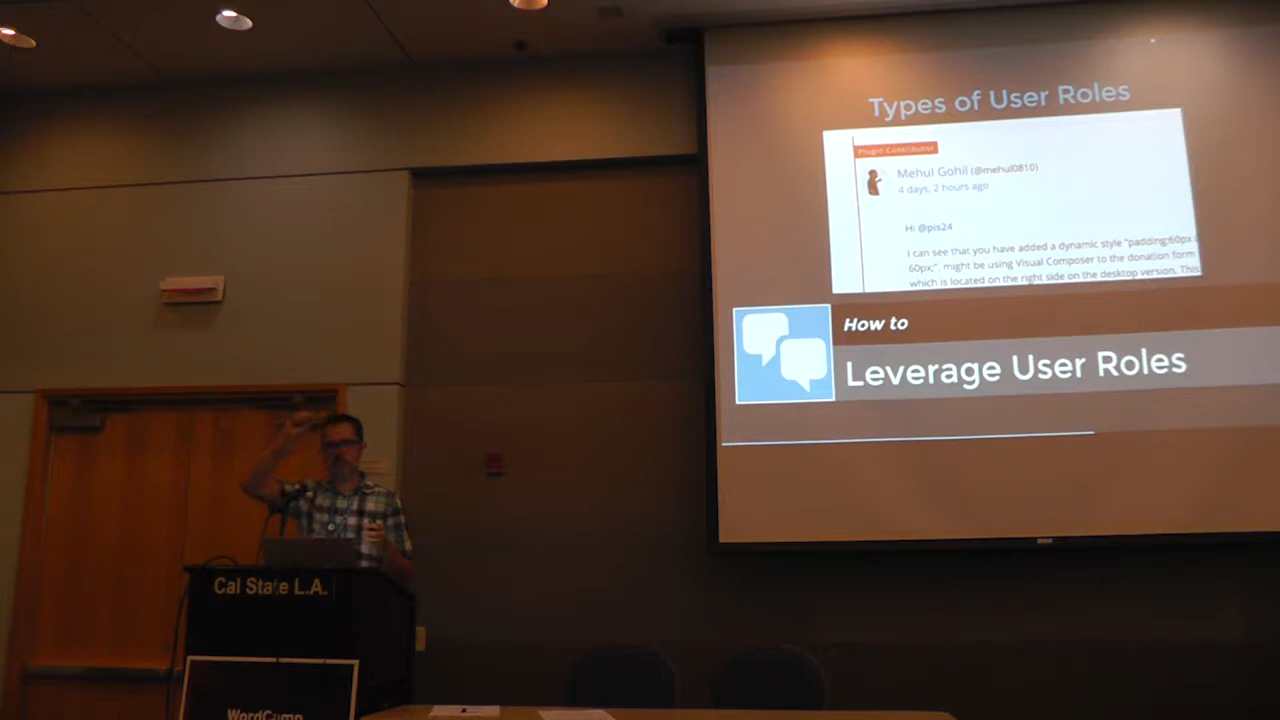 Types of User Roles
Plugin Contributor
Mehul Gohil (@mehul0810)
4 days, 2 hours ago
Hi @pis24
I can see that you have added a dynamic style "padding:60px
60px;", might be using Visual Composer to the donation form
which is located on the right side on the desktop version. This
How to
Leverage User Roles
Cal State L.A.
WordCamp